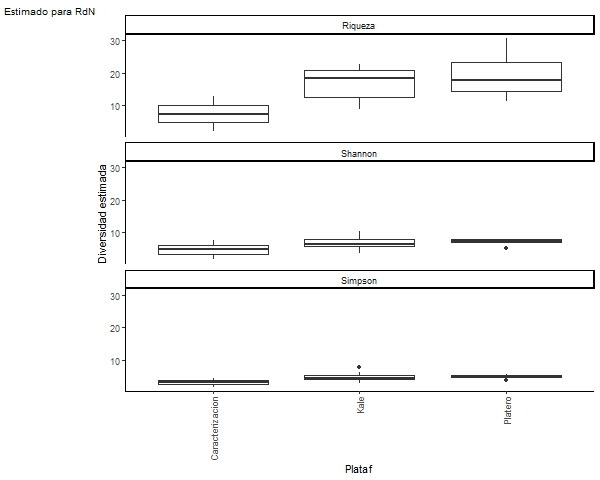 Estimado para RdN
Riqueza
30
20
10
Shannon
30
20
10
Simpson
30
20
10
Diversidad estimada
Caracterizacion
Kale
Platero
Plataf